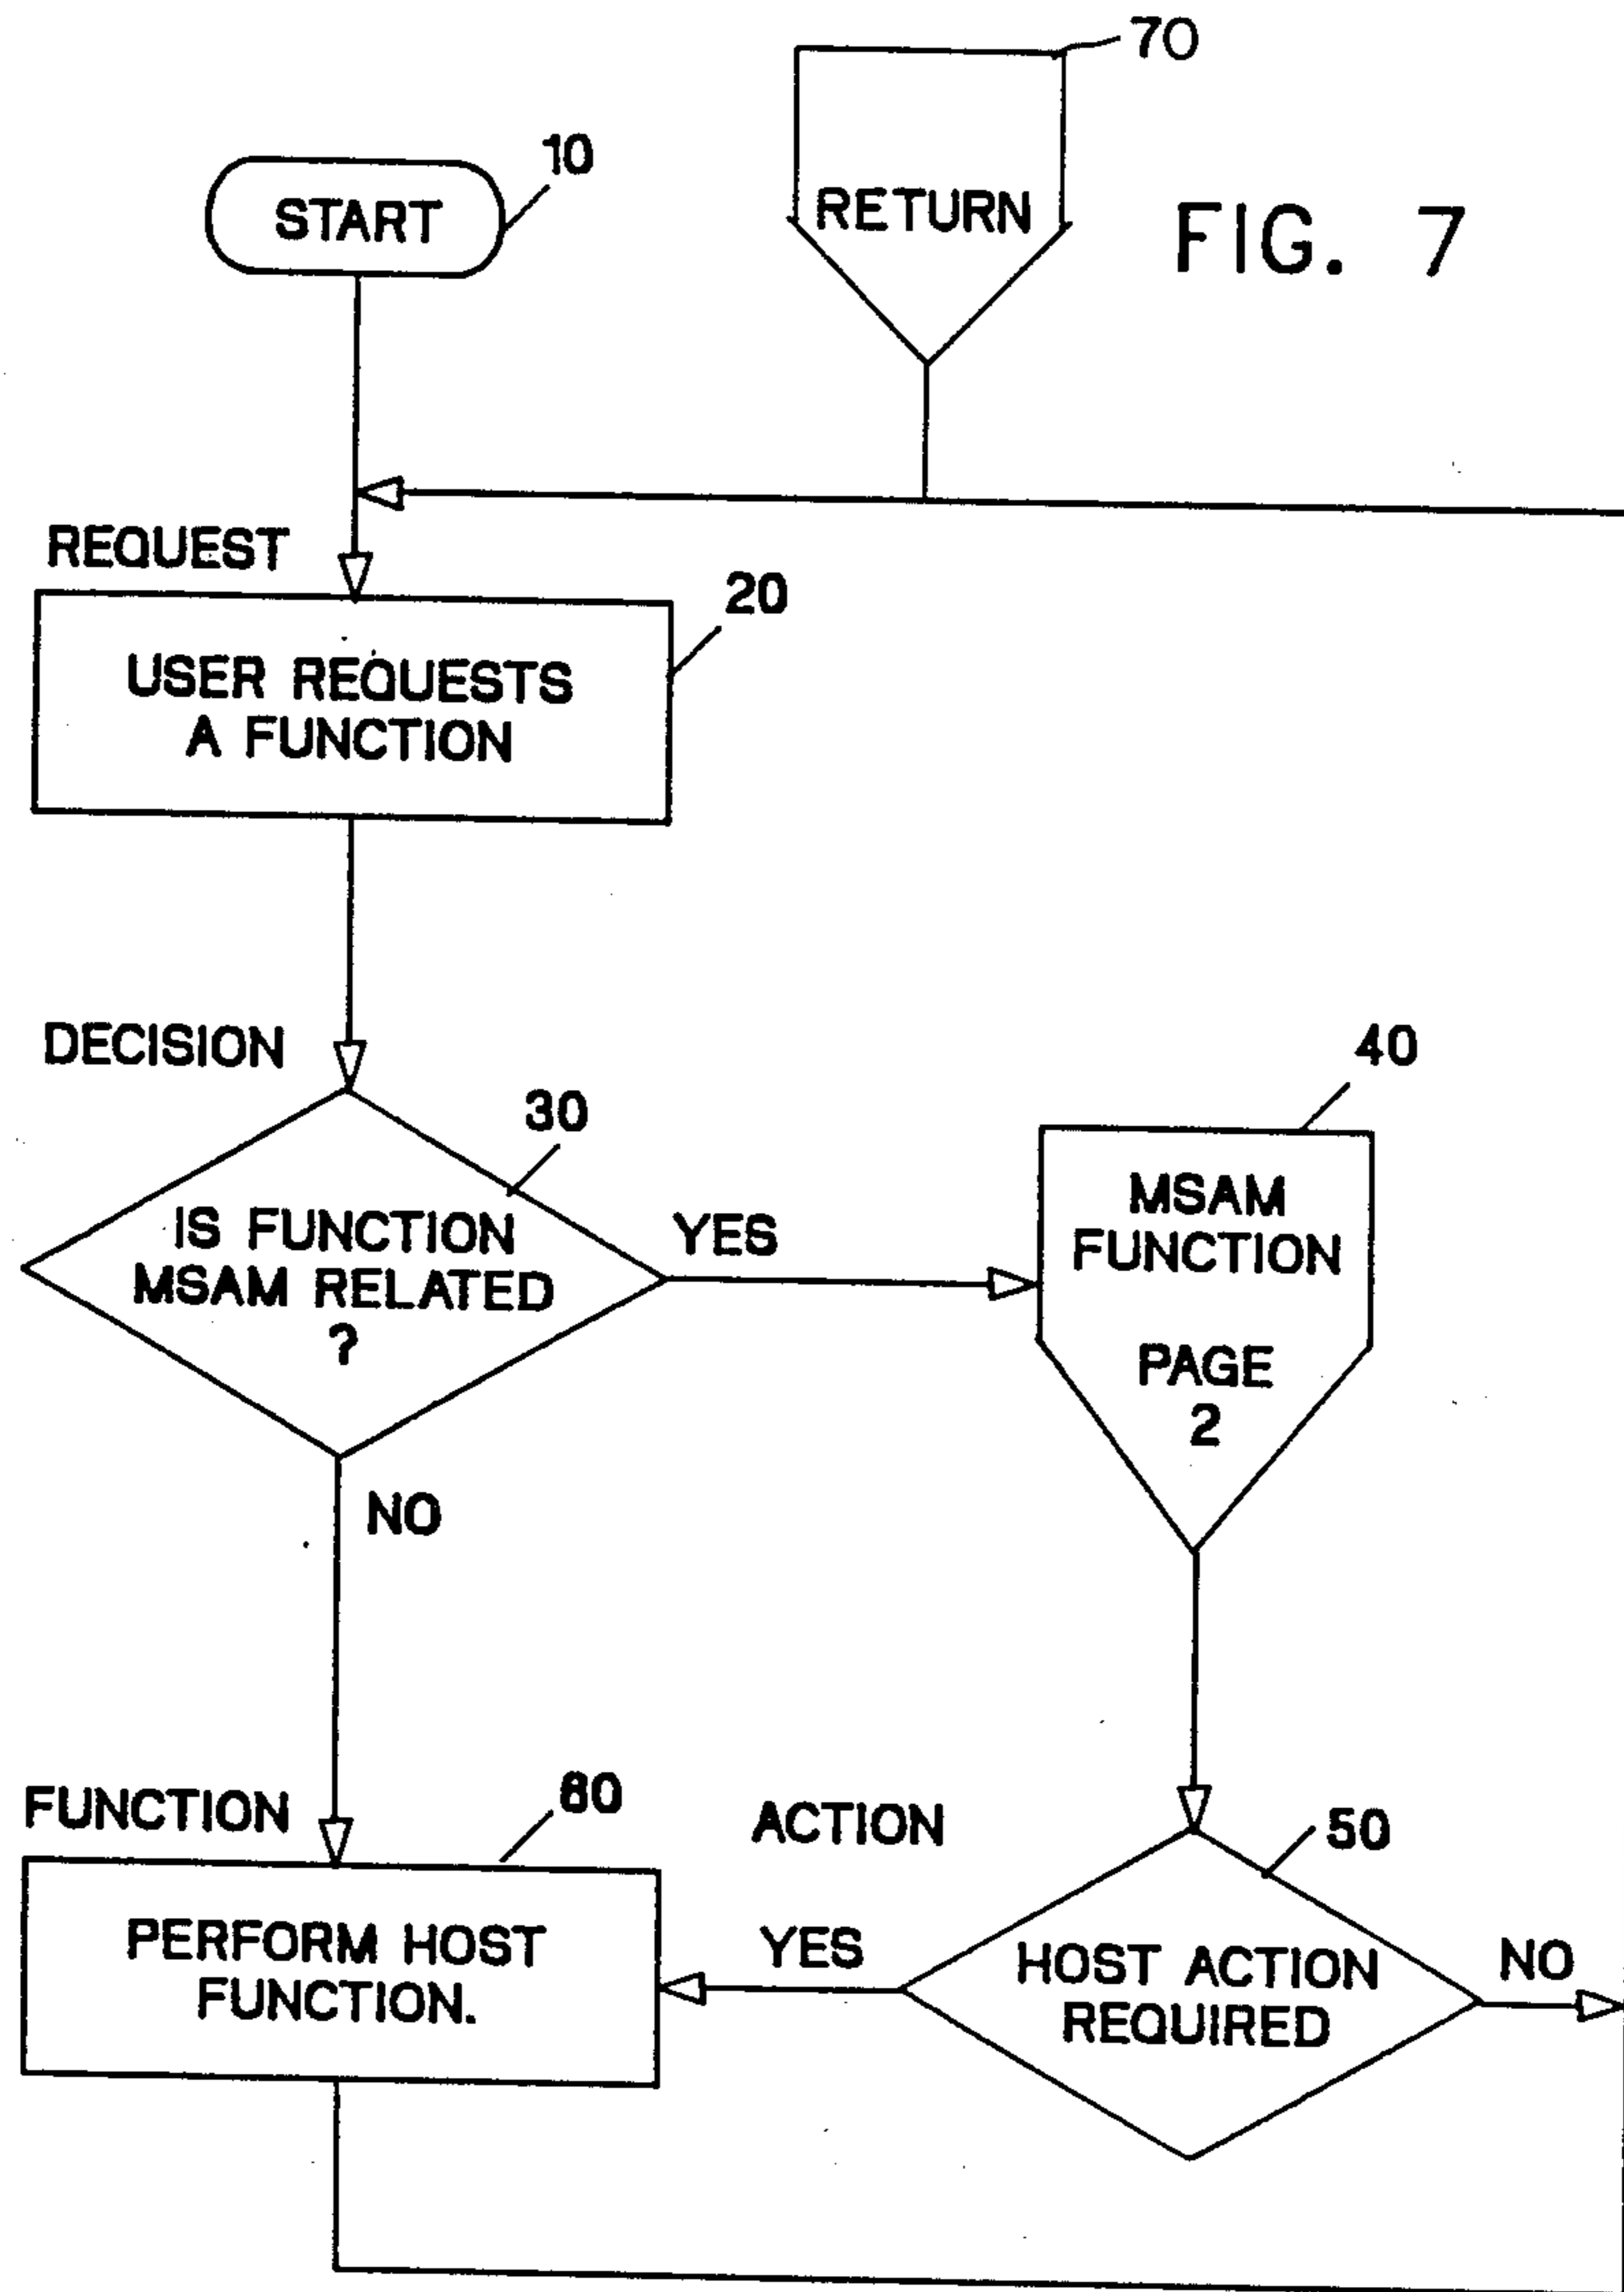 70
10
START
RETURN
FIG. 7
REQUEST
20
USER REQUESTS
A FUNCTION
DECISION
40
30
MSAM
FUNCTION
IS FUNCTION
MSAM RELATED
?
YES
PAGE
2
NO
FUNCTION
60
ACTION
50
PERFORM HOST
FUNCTION.
YES
HOST ACTION
REQUIRED
NO